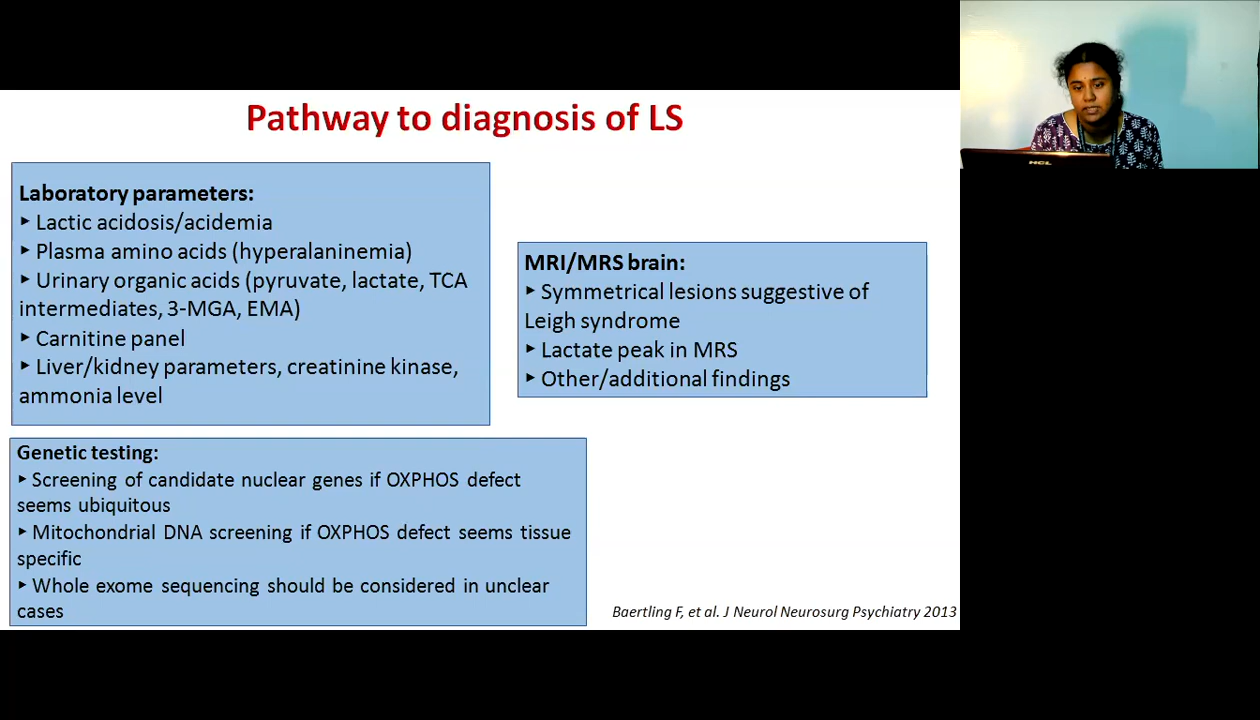 Pathway to diagnosis of LS
Laboratory parameters:
‣ Lactic acidosis/acidemia
‣ Plasma amino acids (hyperalaninemia)
‣ Urinary organic acids (pyruvate, lactate, TCA
intermediates, 3-MGA, EMA)
‣ Carnitine panel
‣ Liver/kidney parameters, creatinine kinase,
ammonia level
MRI/MRS brain:
‣ Symmetrical lesions suggestive of
Leigh syndrome
‣ Lactate peak in MRS
‣ Other/additional findings
Genetic testing:
‣ Screening of candidate nuclear genes if OXPHOS defect
seems ubiquitous
‣ Mitochondrial DNA screening if OXPHOS defect seems tissue
specific
‣ Whole exome sequencing should be considered in unclear
cases
Baertling F, et al. J Neurol Neurosurg Psychiatry 2013
HCL